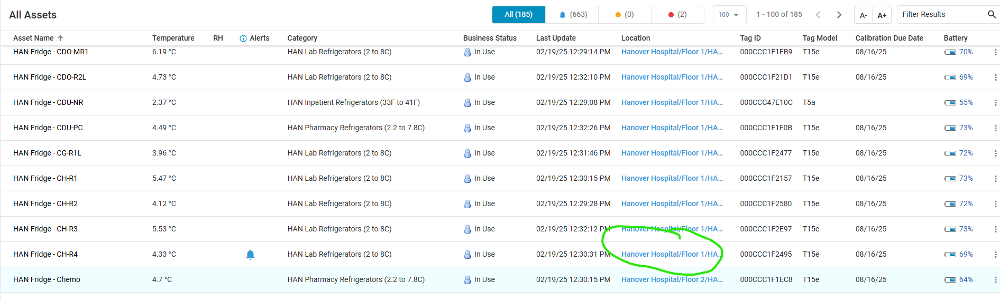 All Assets All (185) (663) (0) (2) 100 1 - 100 of 185 A- A+ Filter Results
Asset Name Temperature RH Alerts Category Business Status Last Update Location Tag ID Tag Model Calibration Due Date Battery
HAN Fridge - CDO-MR1 6.19 °C HAN Lab Refrigerators (2 to 8C) In Use 02/19/25 12:29:14 PM Hanover Hospital/Floor 1/HA... 000CCC1F1EB9 T15e 08/16/25 70%
HAN Fridge - CDO-R2L 4.73 °C HAN Lab Refrigerators (2 to 8C) In Use 02/19/25 12:32:10 PM Hanover Hospital/Floor 1/HA... 000CCC1F21D1 T15e 08/16/25 69%
HAN Fridge - CDU-NR 2.37 °C HAN Inpatient Refrigerators (33F to 41F) In Use 02/19/25 12:29:08 PM Hanover Hospital/Floor 1/HA... 000CCC47E10C T5a 55%
HAN Fridge - CDU-PC 4.49 °C HAN Pharmacy Refrigerators (2.2 to 7.8C) In Use 02/19/25 12:32:26 PM Hanover Hospital/Floor 1/HA... 000CCC1F1F0B T15e 08/16/25 73%
HAN Fridge - CG-R1L 3.96 °C HAN Lab Refrigerators (2 to 8C) In Use 02/19/25 12:31:46 PM Hanover Hospital/Floor 1/HA... 000CCC1F2477 T15e 08/16/25 72%
HAN Fridge - CH-R1 5.47 °C HAN Lab Refrigerators (2 to 8C) In Use 02/19/25 12:30:15 PM Hanover Hospital/Floor 1/HA... 000CCC1F2157 T15e 08/16/25 73%
HAN Fridge - CH-R2 4.12 °C HAN Lab Refrigerators (2 to 8C) In Use 02/19/25 12:29:28 PM Hanover Hospital/Floor 1/HA... 000CCC1F2580 T15e 08/16/25 72%
HAN Fridge - CH-R3 5.53 °C HAN Lab Refrigerators (2 to 8C) In Use 02/19/25 12:32:12 PM Hanover Hospital/Floor 1/HA... 000CCC1F2E97 T15e 08/16/25 73%
HAN Fridge - CH-R4 4.33 °C HAN Lab Refrigerators (2 to 8C) In Use 02/19/25 12:30:31 PM Hanover Hospital/Floor 1/HA... 000CCC1F2495 T15e 08/16/25 69%
HAN Fridge - Chemo 4.7 °C HAN Pharmacy Refrigerators (2.2 to 7.8C) In Use 02/19/25 12:30:15 PM Hanover Hospital/Floor 2/HA... 000CCC1F1EC8 T15e 08/16/25 64%